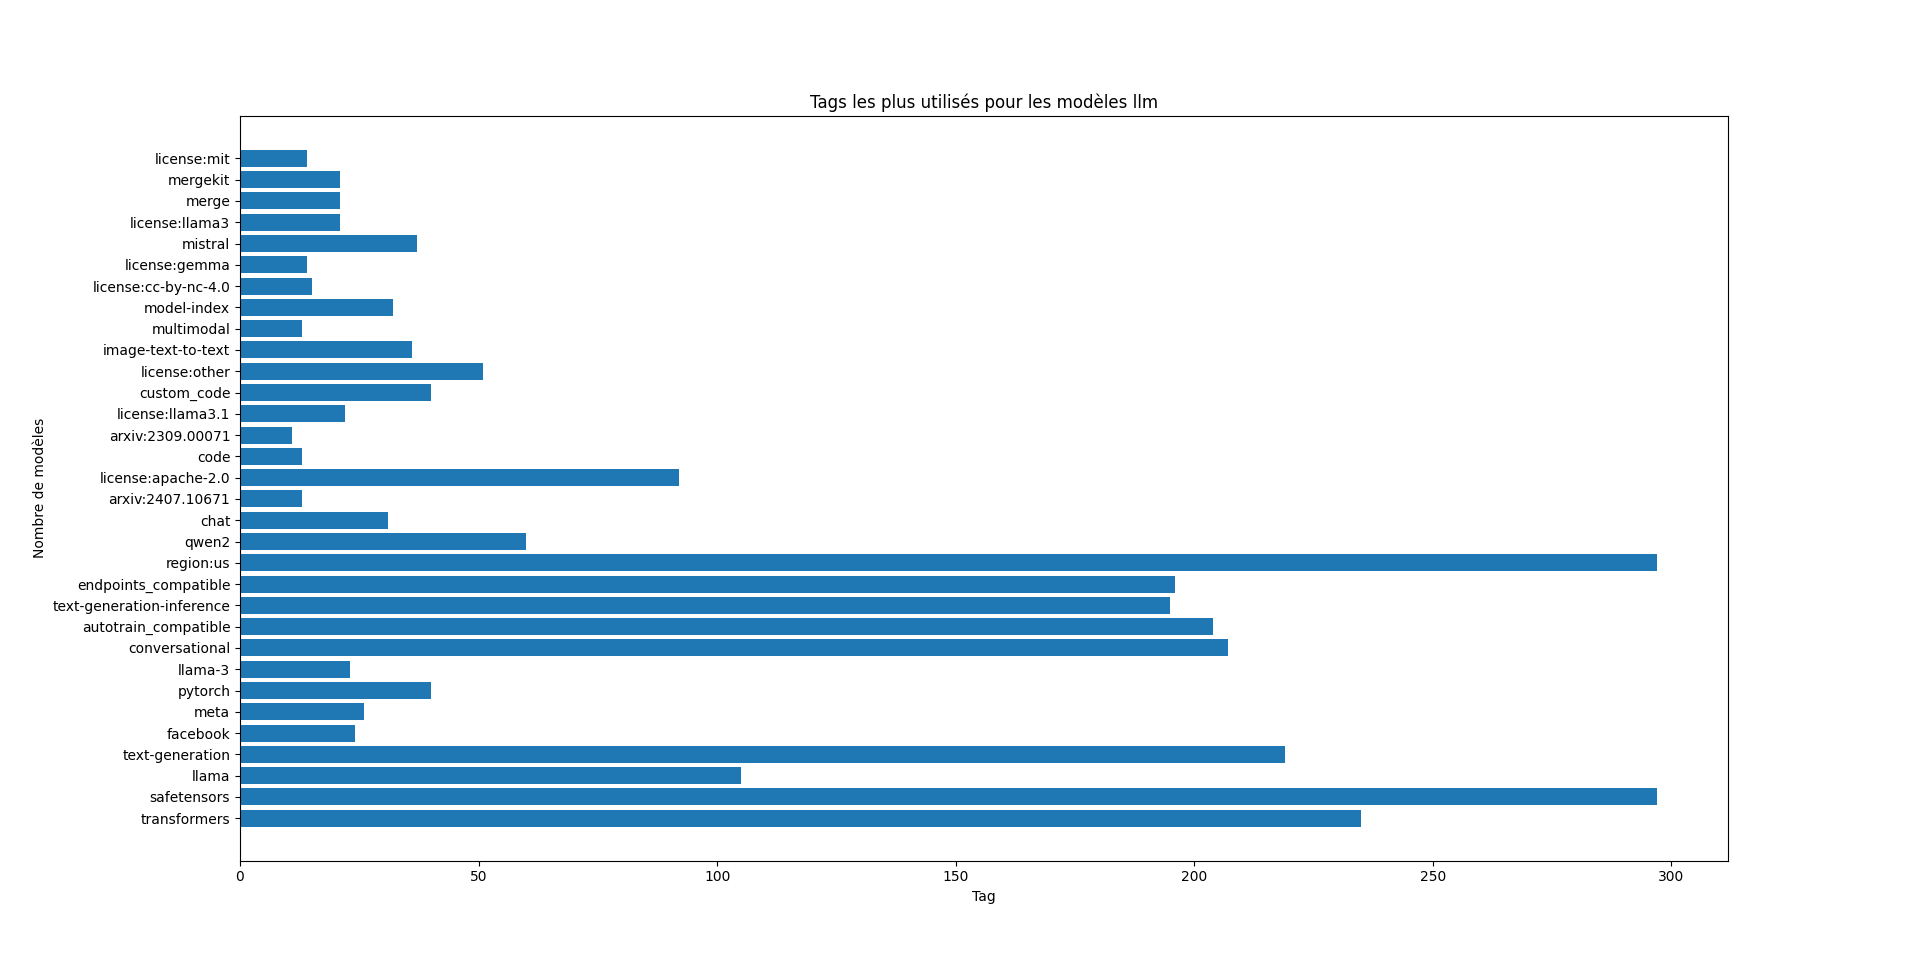 Tags les plus utilisés pour les modèles llm
license:mit
mergekit
merge
license:llama3
mistral
license:gemma
license:cc-by-nc-4.0
model-index
multimodal
image-text-to-text
license:other
custom_code
license:llama3.1
arxiv:2309.00071
code
license:apache-2.0
arxiv:2407.10671
chat
qwen2
region:us
endpoints_compatible
text-generation-inference
autotrain_compatible
conversational
llama-3
pytorch
meta
facebook
text-generation
llama
safetensors
transformers
Nombre de modèles
0 50 100 150 200 250 300
Tag